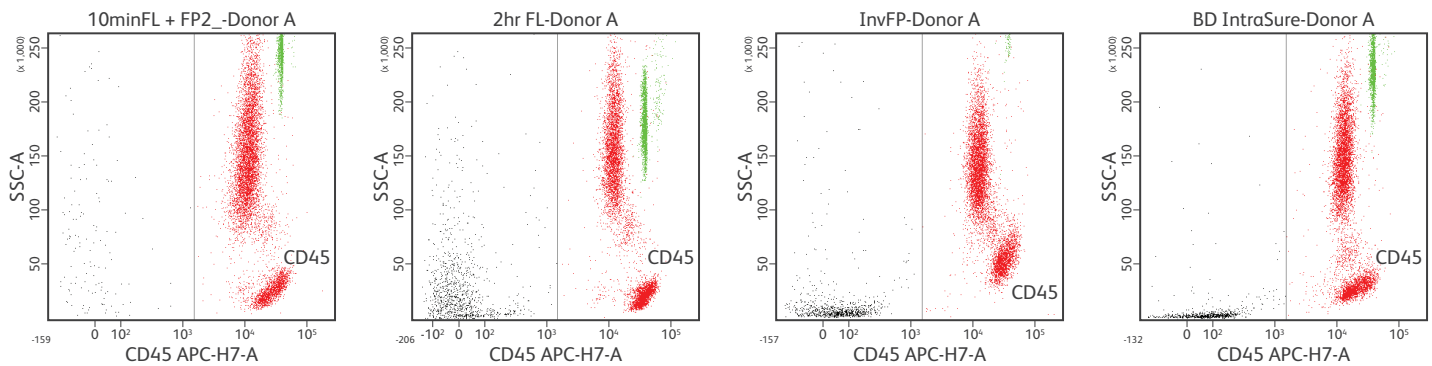 10minFL + FP2_-Donor A
(x 1,000)
250
200
150
100
50
SSC-A
CD45
-159
0 10² 10³ 10⁴ 10⁵
CD45 APC-H7-A
2hr FL-Donor A
(x 1,000)
250
200
150
100
50
SSC-A
CD45
-206
-10² 0 10² 10³ 10⁴ 10⁵
CD45 APC-H7-A
InvFP-Donor A
(x 1,000)
250
200
150
100
50
SSC-A
CD45
-157
0 10² 10³ 10⁴ 10⁵
CD45 APC-H7-A
BD IntraSure-Donor A
(x 1,000)
250
200
150
100
50
SSC-A
CD45
-132
0 10² 10³ 10⁴ 10⁵
CD45 APC-H7-A